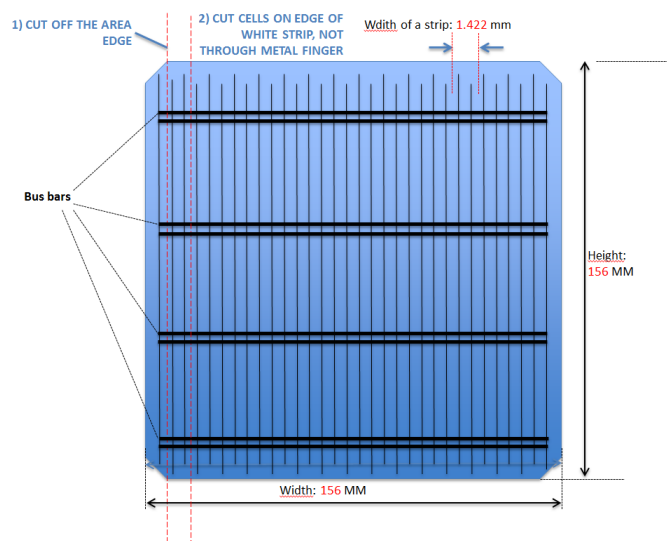 1) CUT OFF THE AREA
EDGE
2) CUT CELLS ON EDGE OF
WHITE STRIP, NOT
THROUGH METAL FINGER
Wdith of a strip: 1.422 mm
Bus bars
Height:
156 MM
Width: 156 MM